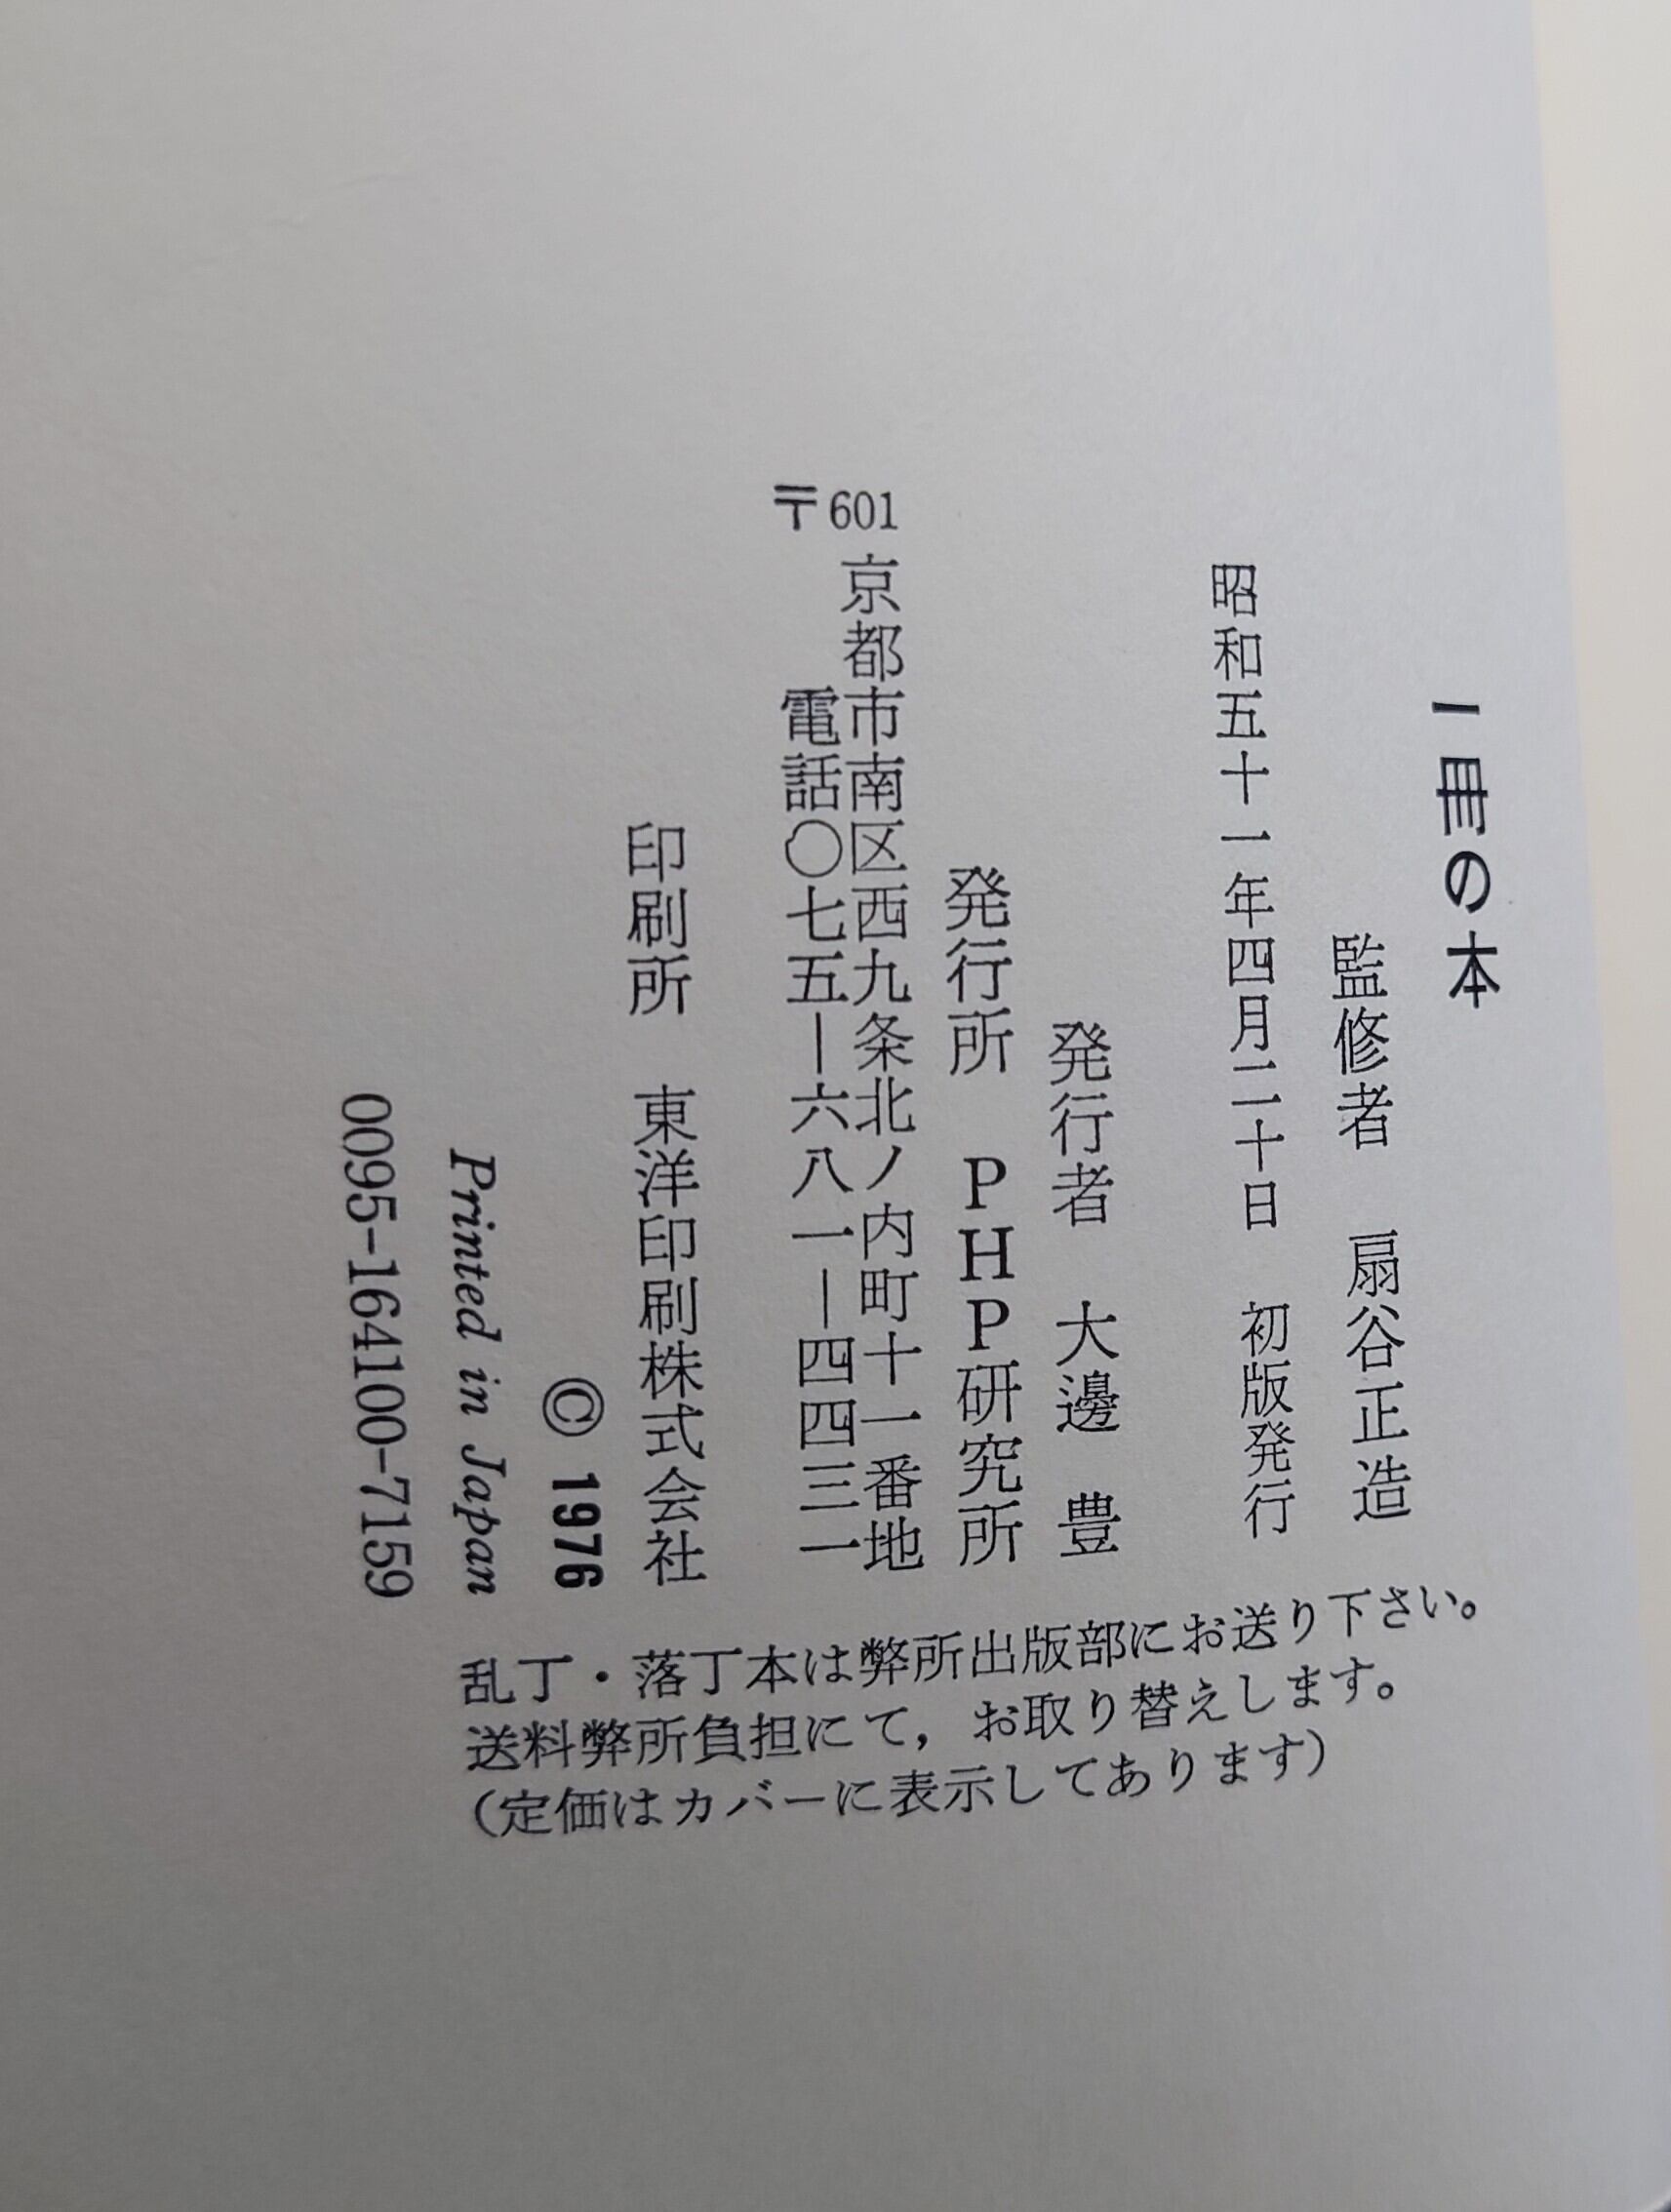 一冊の本
監修者　扇谷正造
昭和五十一年四月二十日　初版発行
発行者　大邊　豊
発行所　PHP研究所
〒601 京都市南区西九条北ノ内町十一番地
電話〇七五―六八一―四四三一
印刷所　東洋印刷株式会社
© 1976
Printed in Japan
0095-164100-7159
乱丁・落丁本は弊所出版部にお送り下さい。
送料弊所負担にて，お取り替えします。
（定価はカバーに表示してあります）